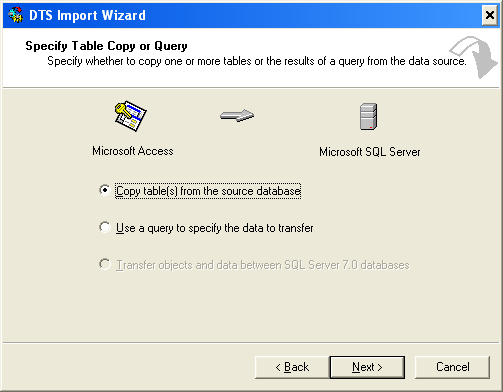 DTS Import Wizard
Specify Table Copy or Query
Specify whether to copy one or more tables or the results of a query from the data source.
Microsoft Access
Microsoft SQL Server
Copy table(s) from the source database
Use a query to specify the data to transfer
Transfer objects and data between SQL Server 7.0 databases
< Back
Next >
Cancel